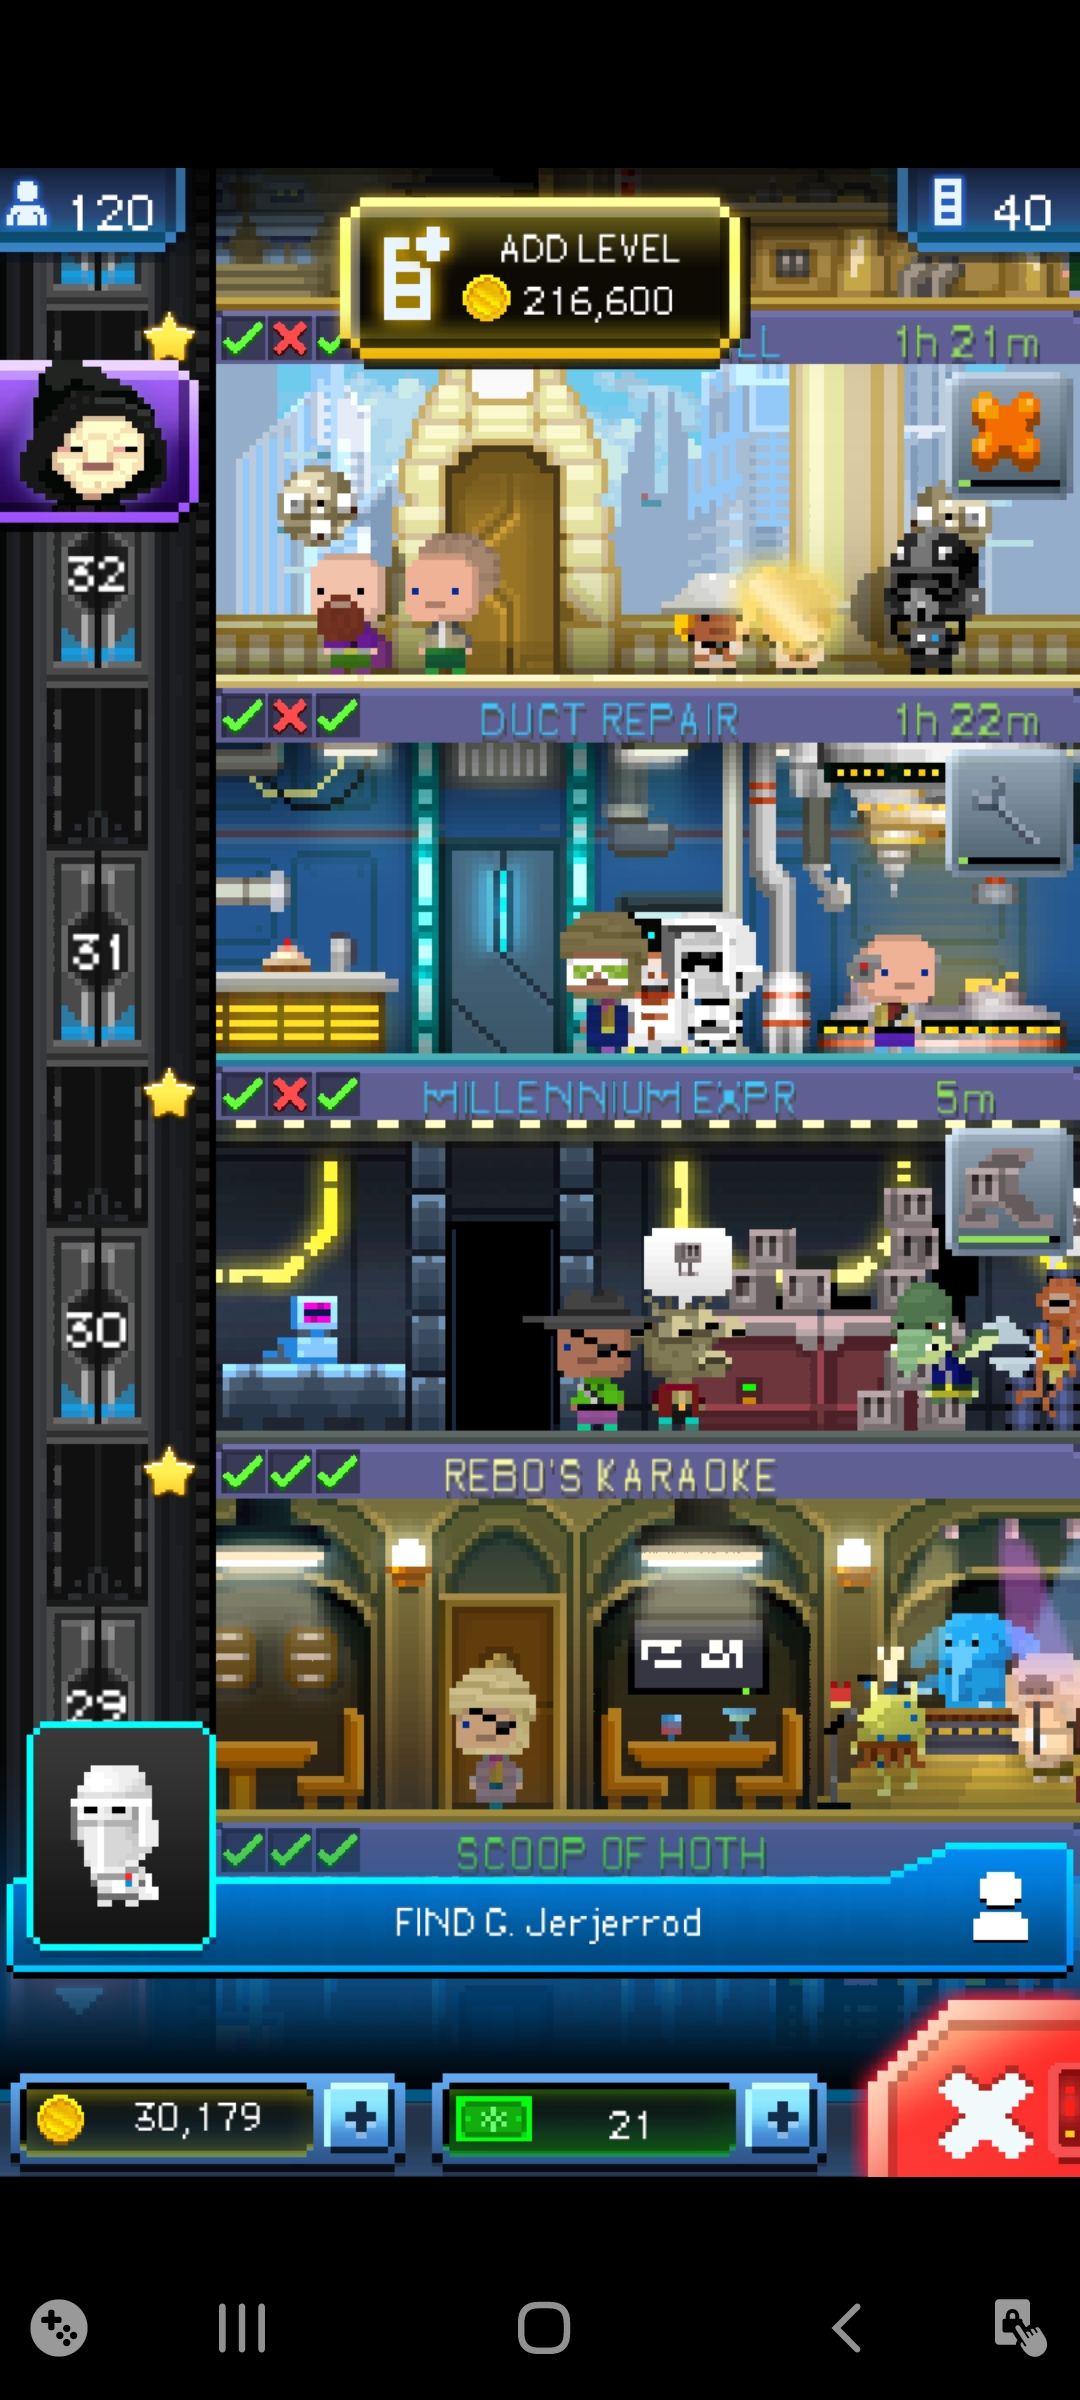 120
40
ADD LEVEL
216,600
LL
1h 21m
32
DUCT REPAIR
1h 22m
31
MILLENNIUM EXPR
5m
30
REBO'S KARAOKE
29
SCOOP OF HOTH
FIND G. Jerjerrod
30,179
21